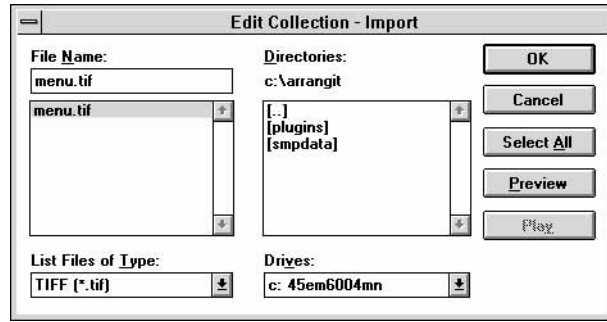 Edit Collection - Import
File Name:
menu.tif
menu.tif
List Files of Type:
TIFF (*.tif)
Directories:
c:\arrangit
[..]
[plugins]
[smpdata]
Drives:
c: 45em6004mn
OK
Cancel
Select All
Preview
Play